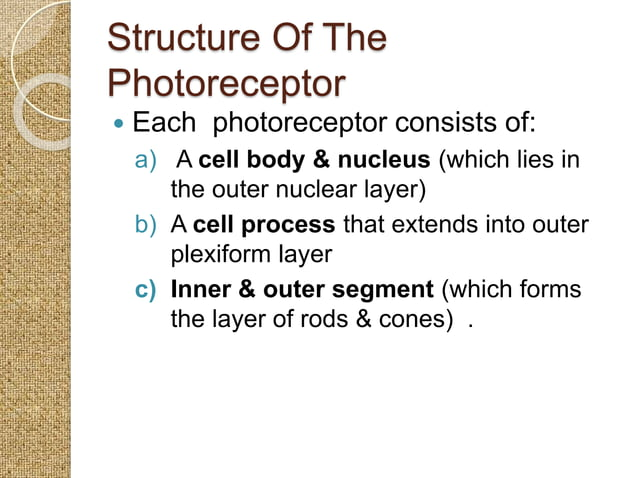 Structure Of The
Photoreceptor
• Each photoreceptor consists of:
a) A cell body & nucleus (which lies in
the outer nuclear layer)
b) A cell process that extends into outer
plexiform layer
c) Inner & outer segment (which forms
the layer of rods & cones) .